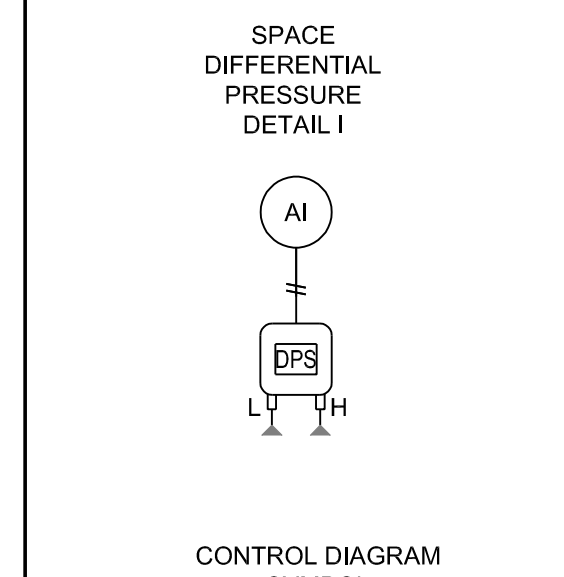 SPACE
DIFFERENTIAL
PRESSURE
DETAIL I
AI
DPS
L H
CONTROL DIAGRAM